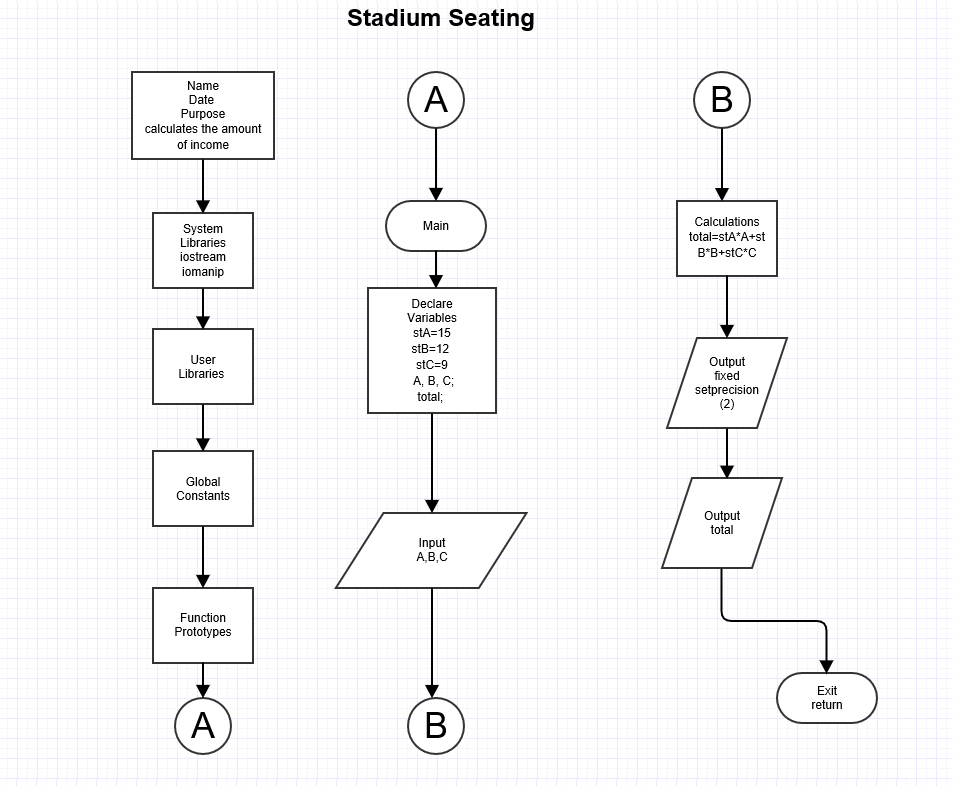 Stadium Seating
Name
Date
Purpose
calculates the amount
of income
System
Libraries
iostream
iomanip
User
Libraries
Global
Constants
Function
Prototypes
A
A
Main
Declare
Variables
stA=15
stB=12
stC=9
A, B, C;
total;
Input
A,B,C
B
B
Calculations
total=stA*A+st
B*B+stC*C
Output
fixed
setprecision
(2)
Output
total
Exit
return